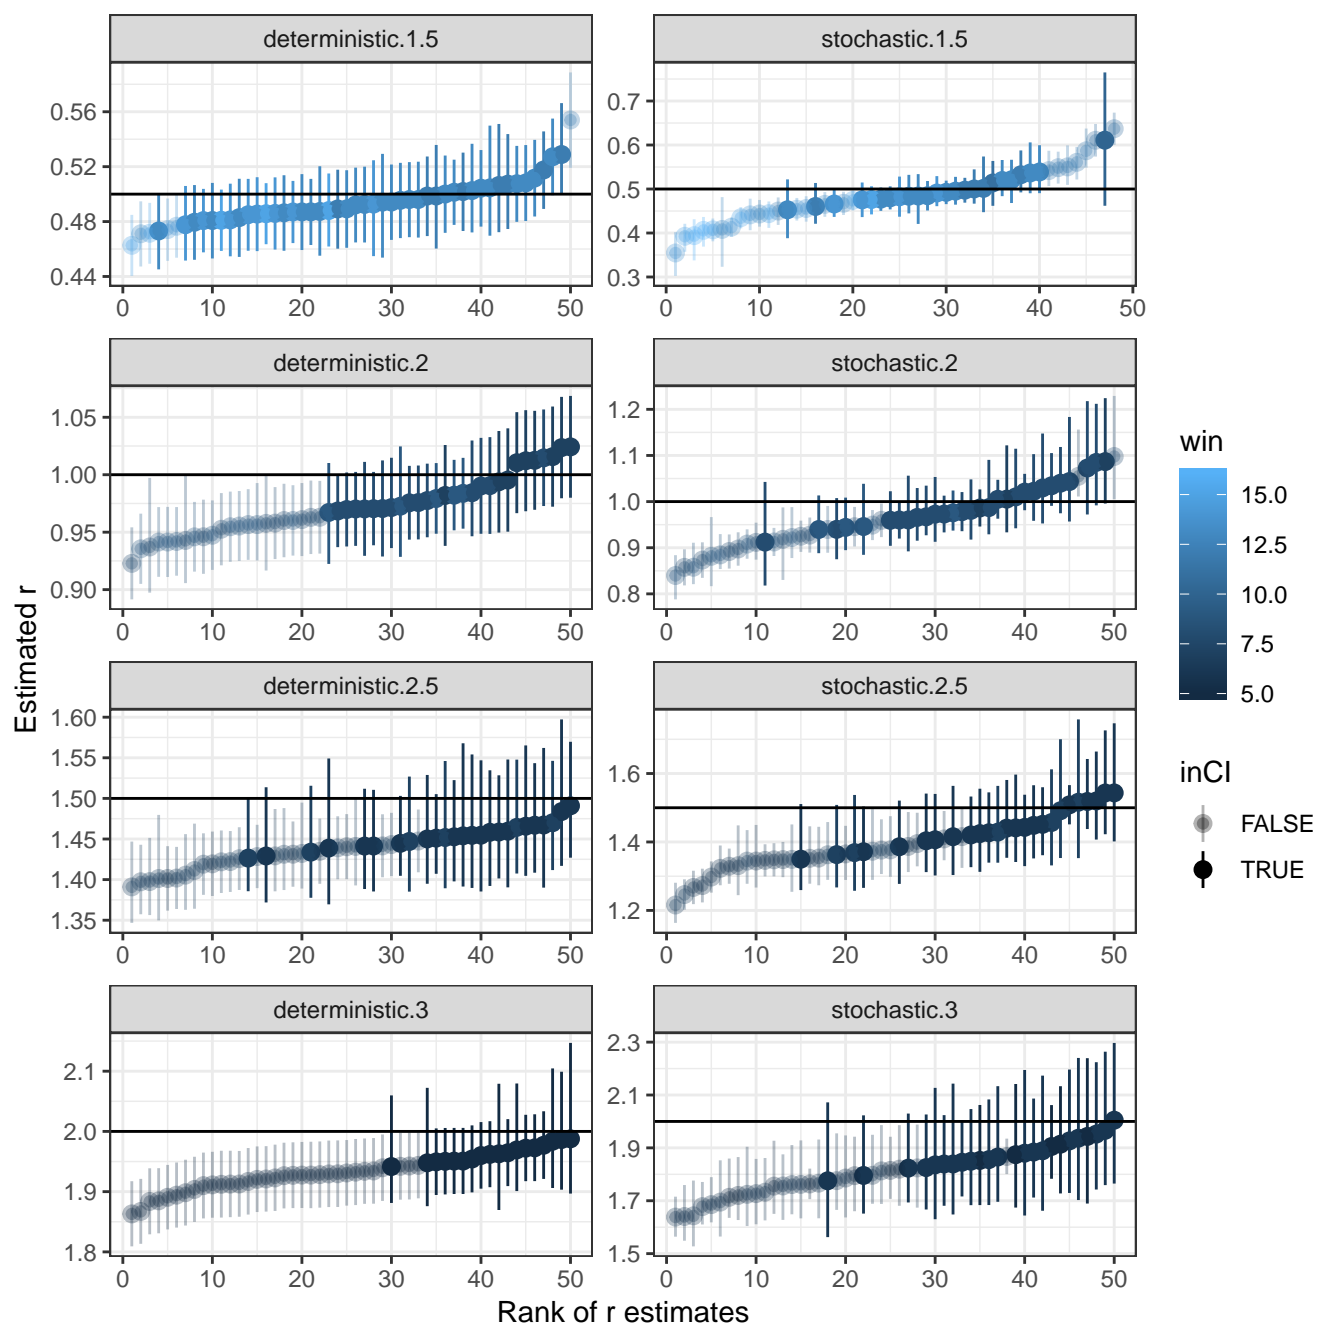 deterministic.1.5
stochastic.1.5
0.56
0.52
0.48
0.44
0 10 20 30 40 50
0.7
0.6
0.5
0.4
0.3
0 10 20 30 40 50
deterministic.2
stochastic.2
1.05
1.00
0.95
0.90
0 10 20 30 40 50
1.2
1.1
1.0
0.9
0.8
0 10 20 30 40 50
deterministic.2.5
stochastic.2.5
1.60
1.55
1.50
1.45
1.40
1.35
0 10 20 30 40 50
1.6
1.4
1.2
0 10 20 30 40 50
deterministic.3
stochastic.3
2.1
2.0
1.9
1.8
0 10 20 30 40 50
2.3
2.1
1.9
1.7
1.5
0 10 20 30 40 50
Estimated r
Rank of r estimates
win
15.0
12.5
10.0
7.5
5.0
inCI
FALSE
TRUE